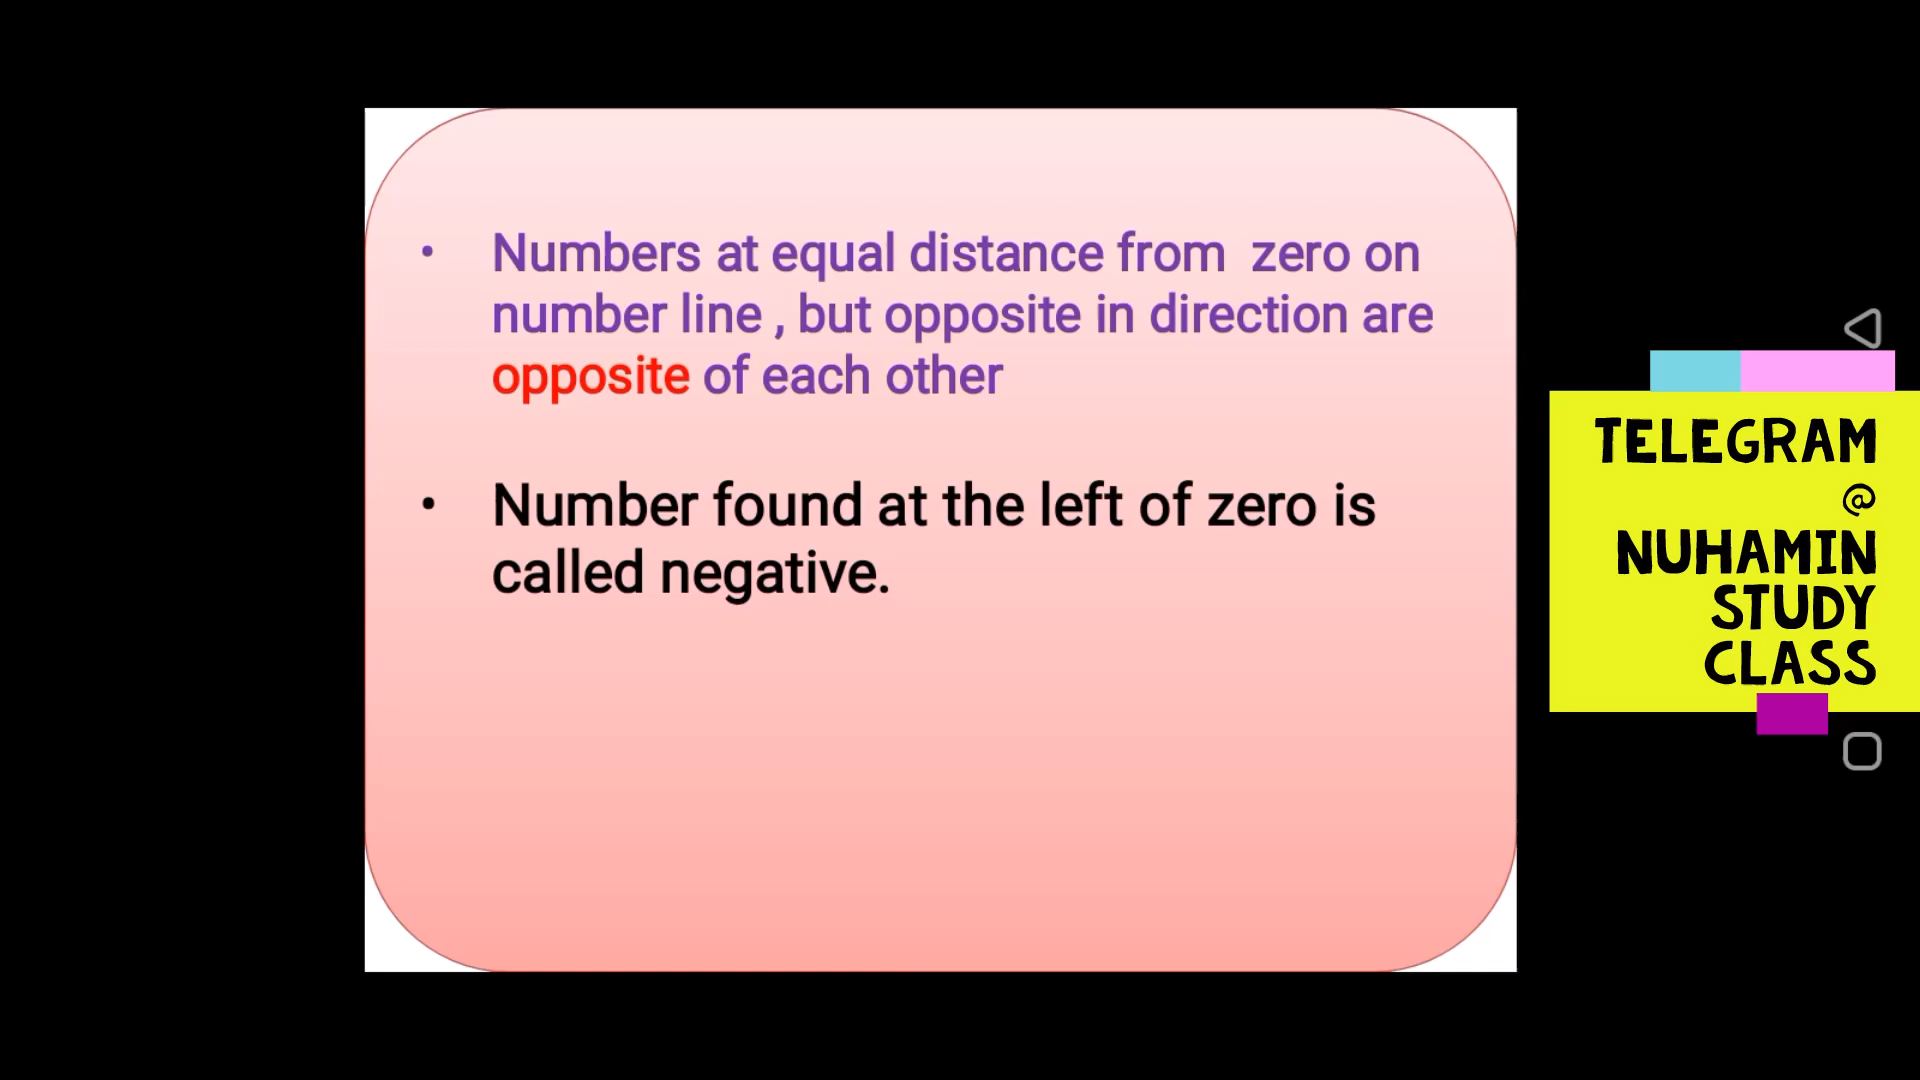 • Numbers at equal distance from  zero on
number line , but opposite in direction are
opposite of each other
• Number found at the left of zero is
called negative.
TELEGRAM
@
NUHAMIN
STUDY
CLASS